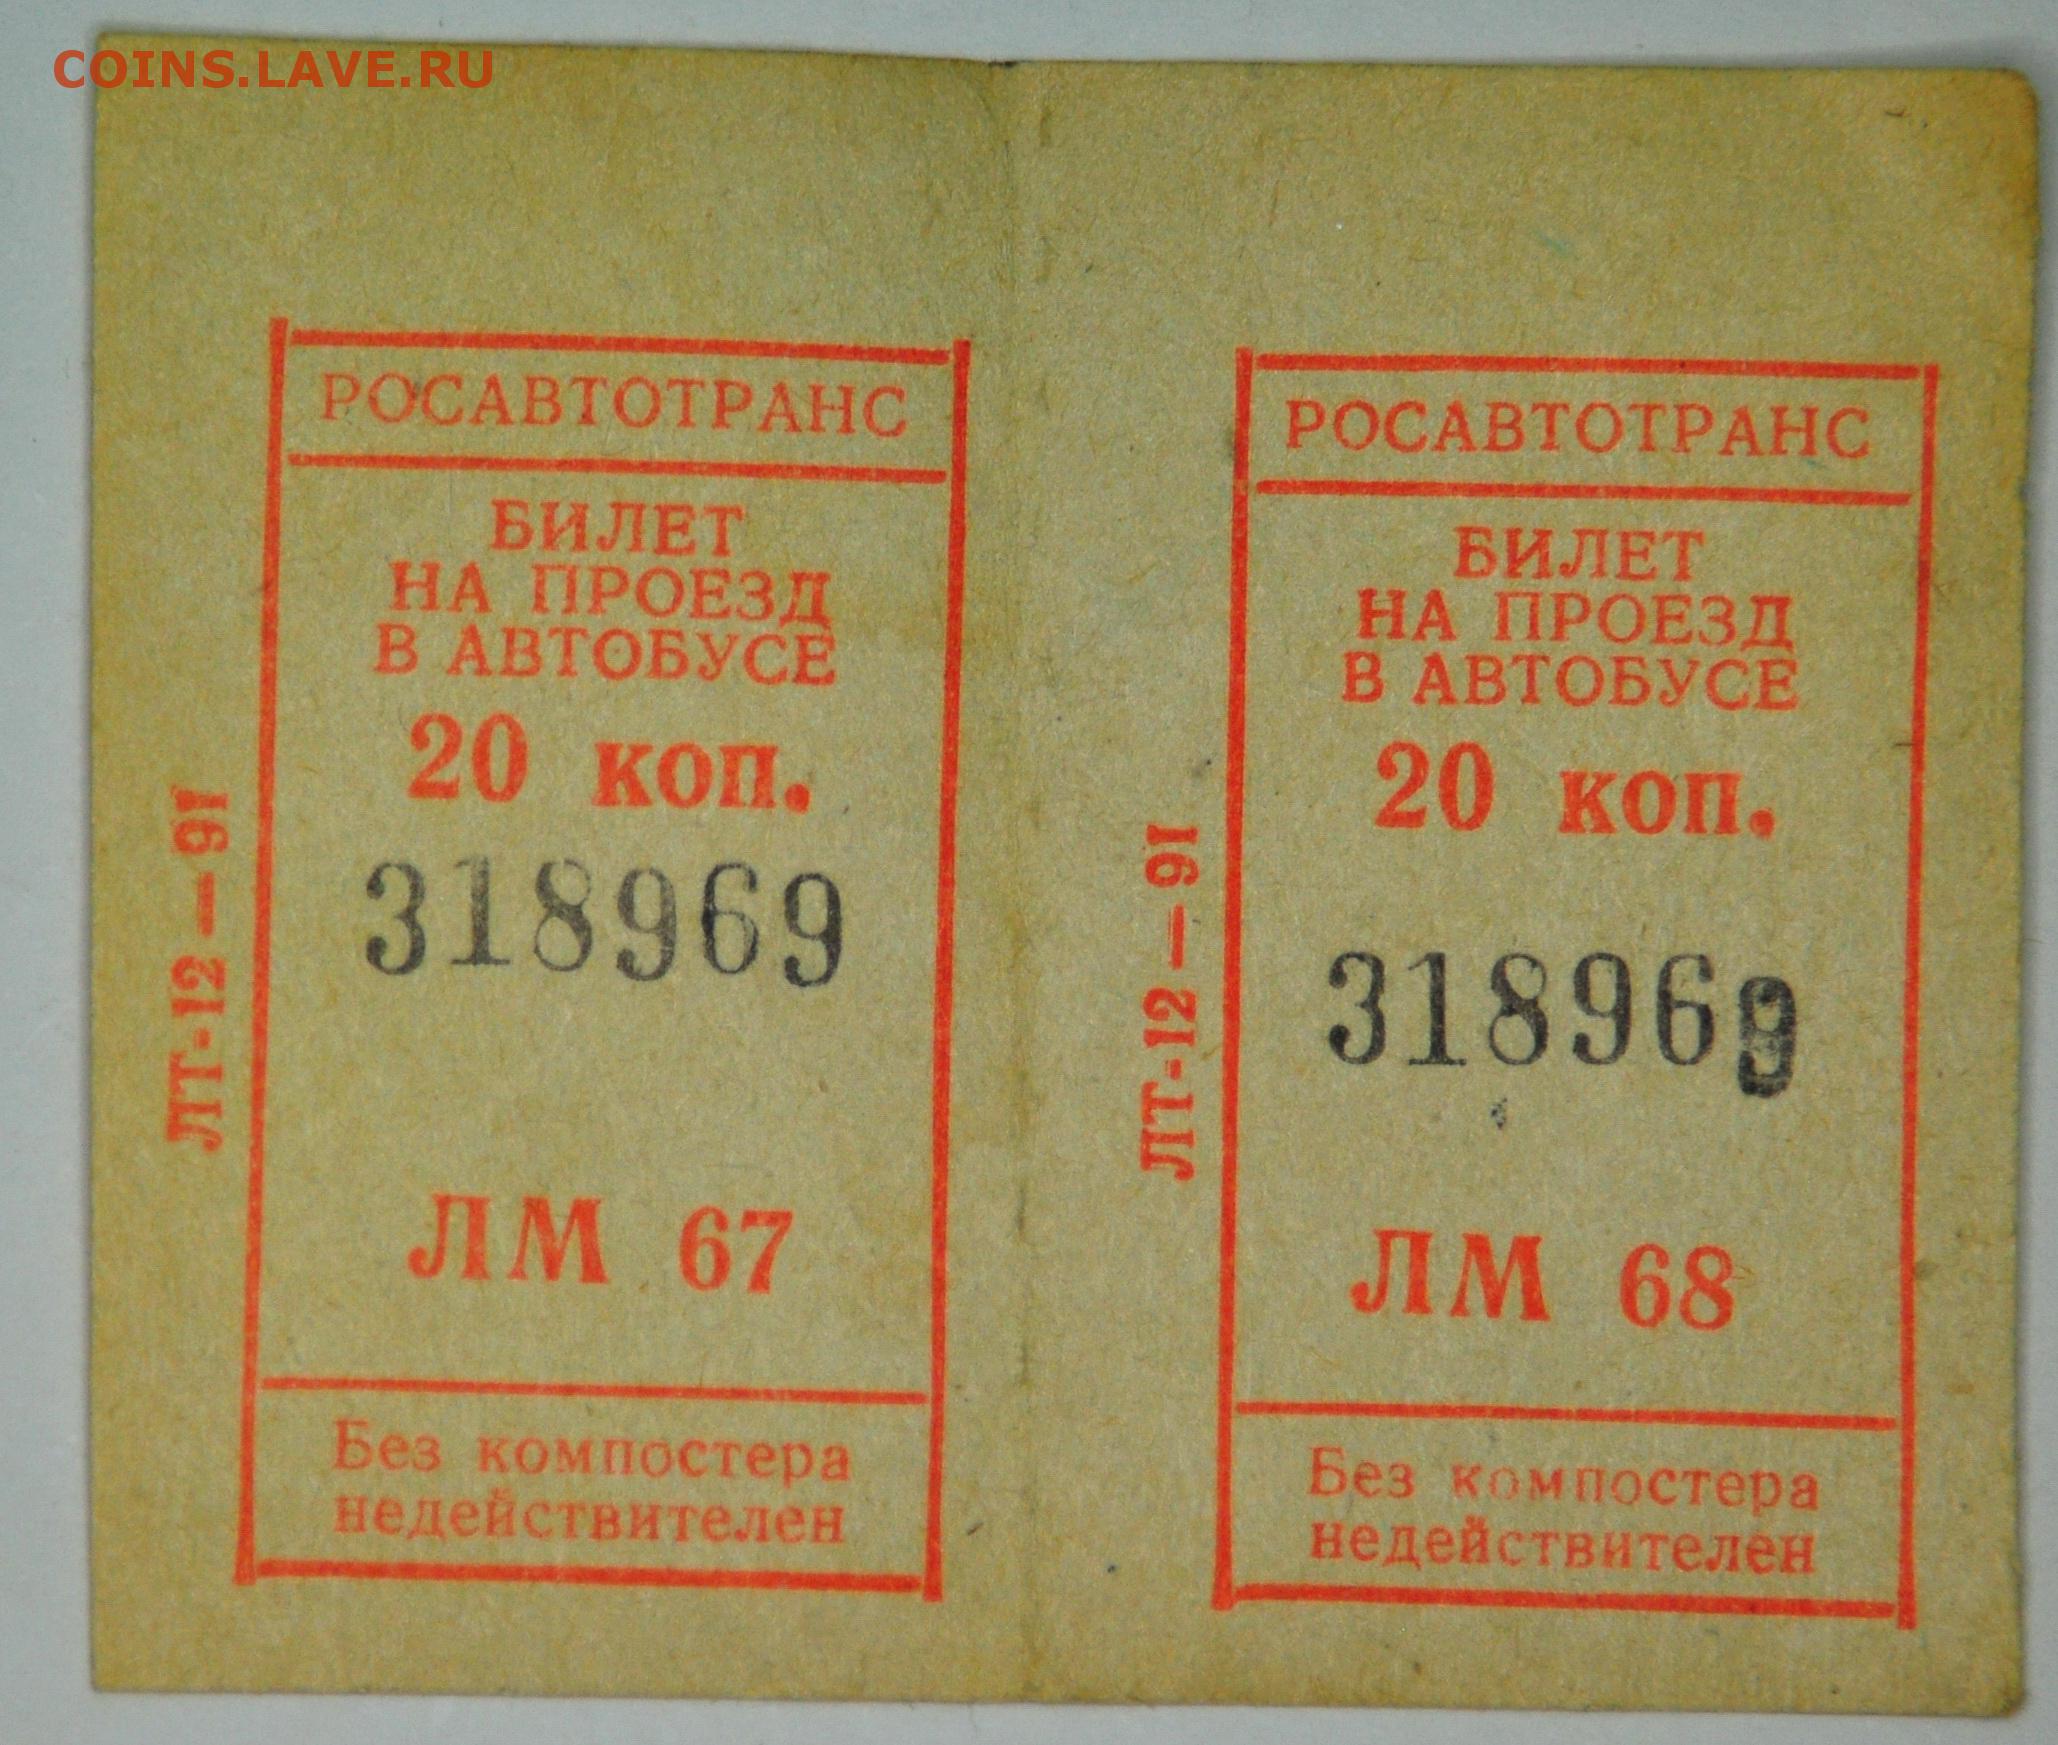 COINS.LAVE.RU
РОСАВТОТРАНС
БИЛЕТ
НА ПРОЕЗД
В АВТОБУСЕ
20 коп.
318969
ЛМ 67
Без компостера
недействителен
ЛТ-12—91
РОСАВТОТРАНС
БИЛЕТ
НА ПРОЕЗД
В АВТОБУСЕ
20 коп.
318969
ЛМ 68
Без компостера
недействителен
ЛТ-12—91